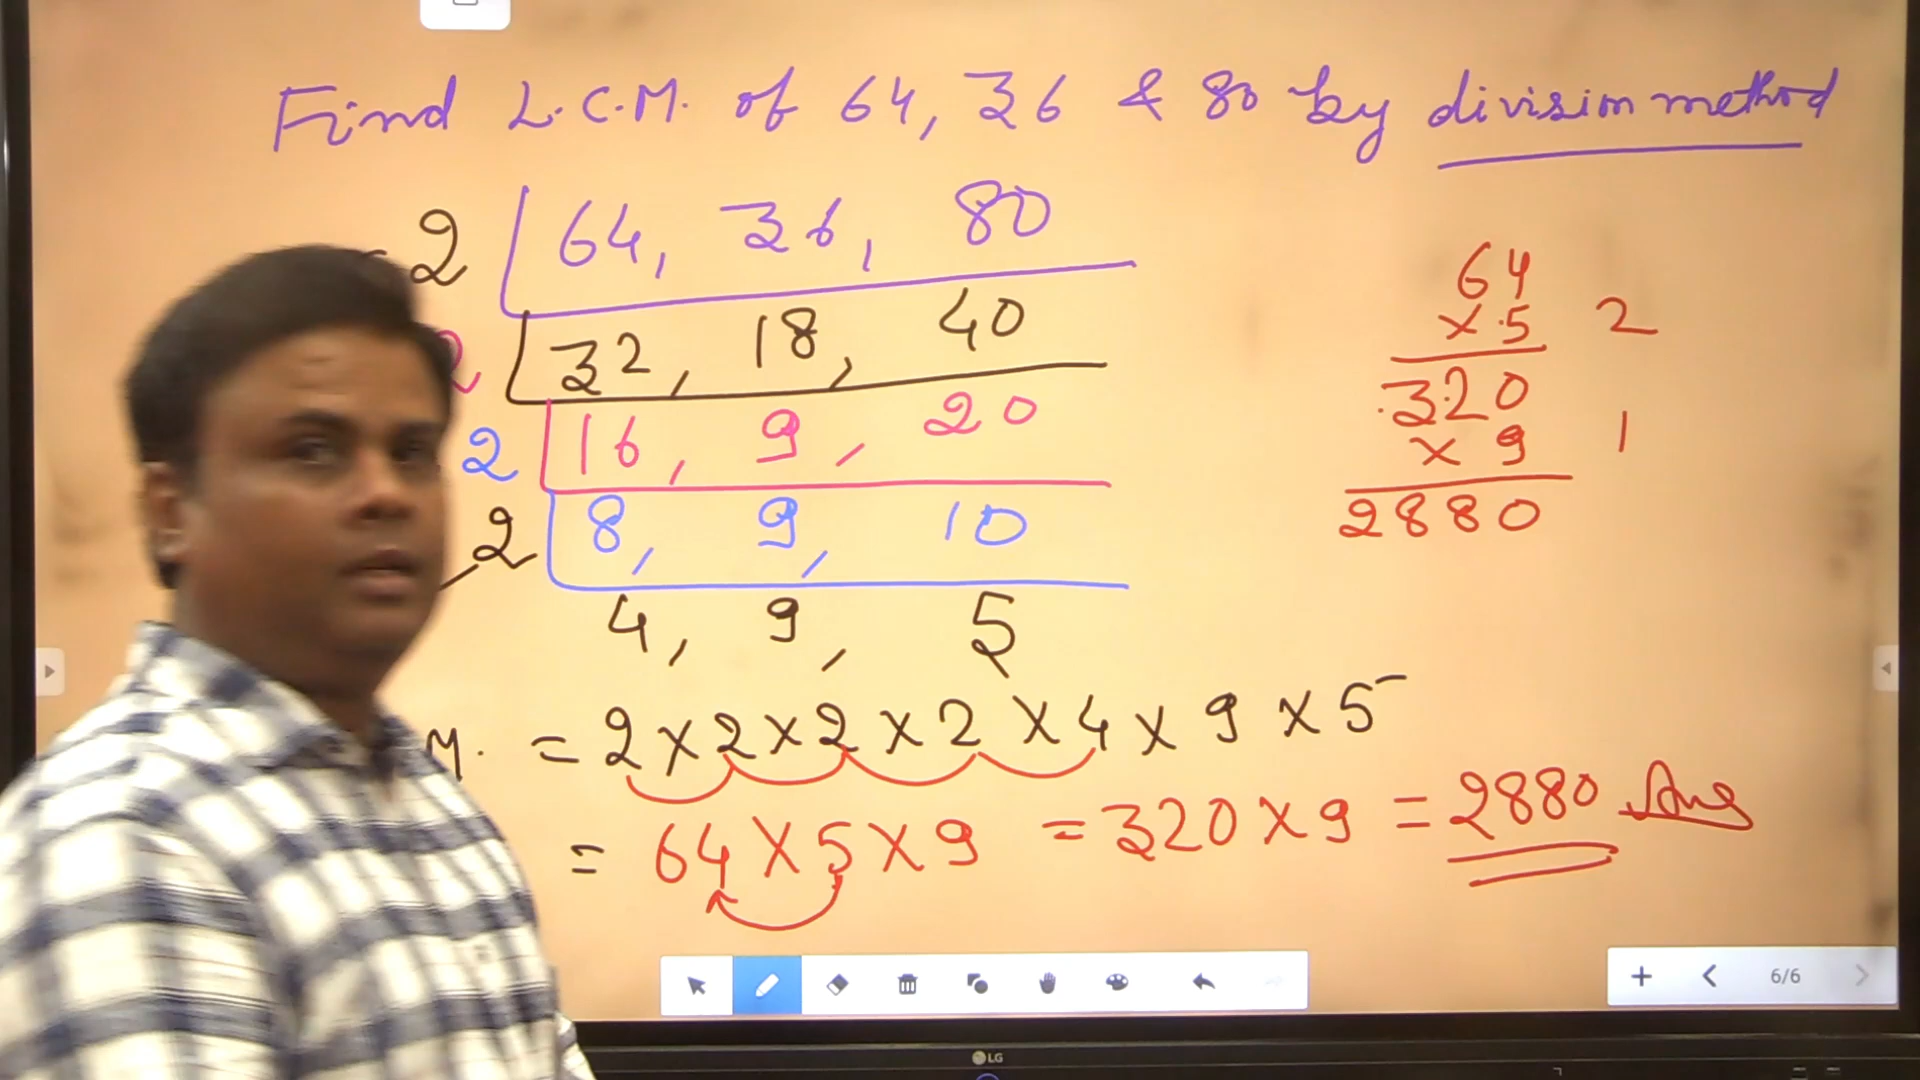 Find L.C.M. of 64, 36 & 80 by division method
2 64, 36, 80
2 32, 18, 40
2 16, 9, 20
2 8, 9, 10
4, 9, 5
M. = 2 × 2 × 2 × 2 × 4 × 9 × 5
= 64 × 5 × 9 = 320 × 9 = 2880 Ans
64
× 5 2
320
× 9 1
2880
6/6
LG